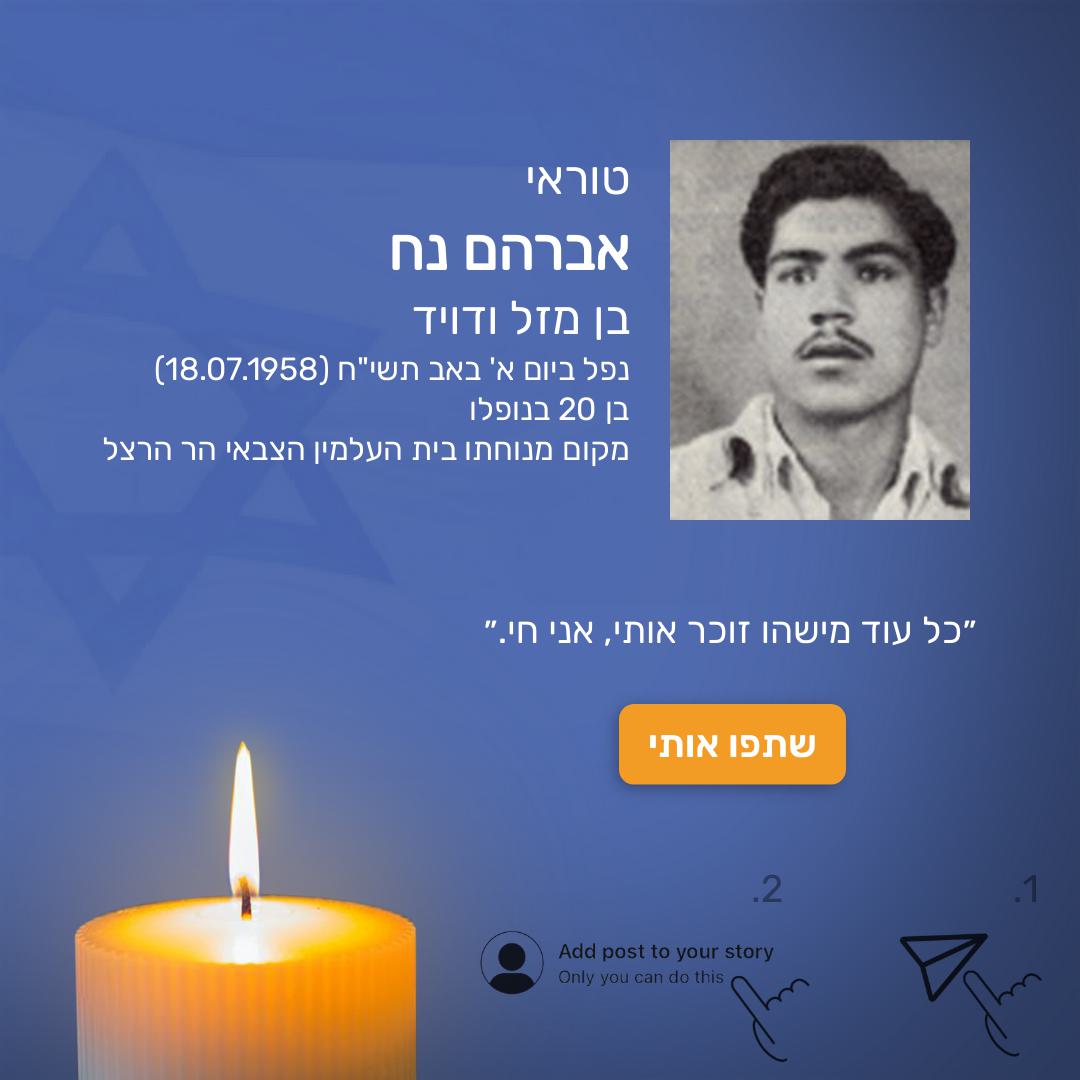 טוראי
אברהם נח
בן מזל ודויד
נפל ביום א' באב תשי"ח (18.07.1958)
בן 20 בנופלו
מקום מנוחתו בית העלמין הצבאי הר הרצל
״כל עוד מישהו זוכר אותי, אני חי.״
שתפו אותי
.1
.2
Add post to your story
Only you can do this